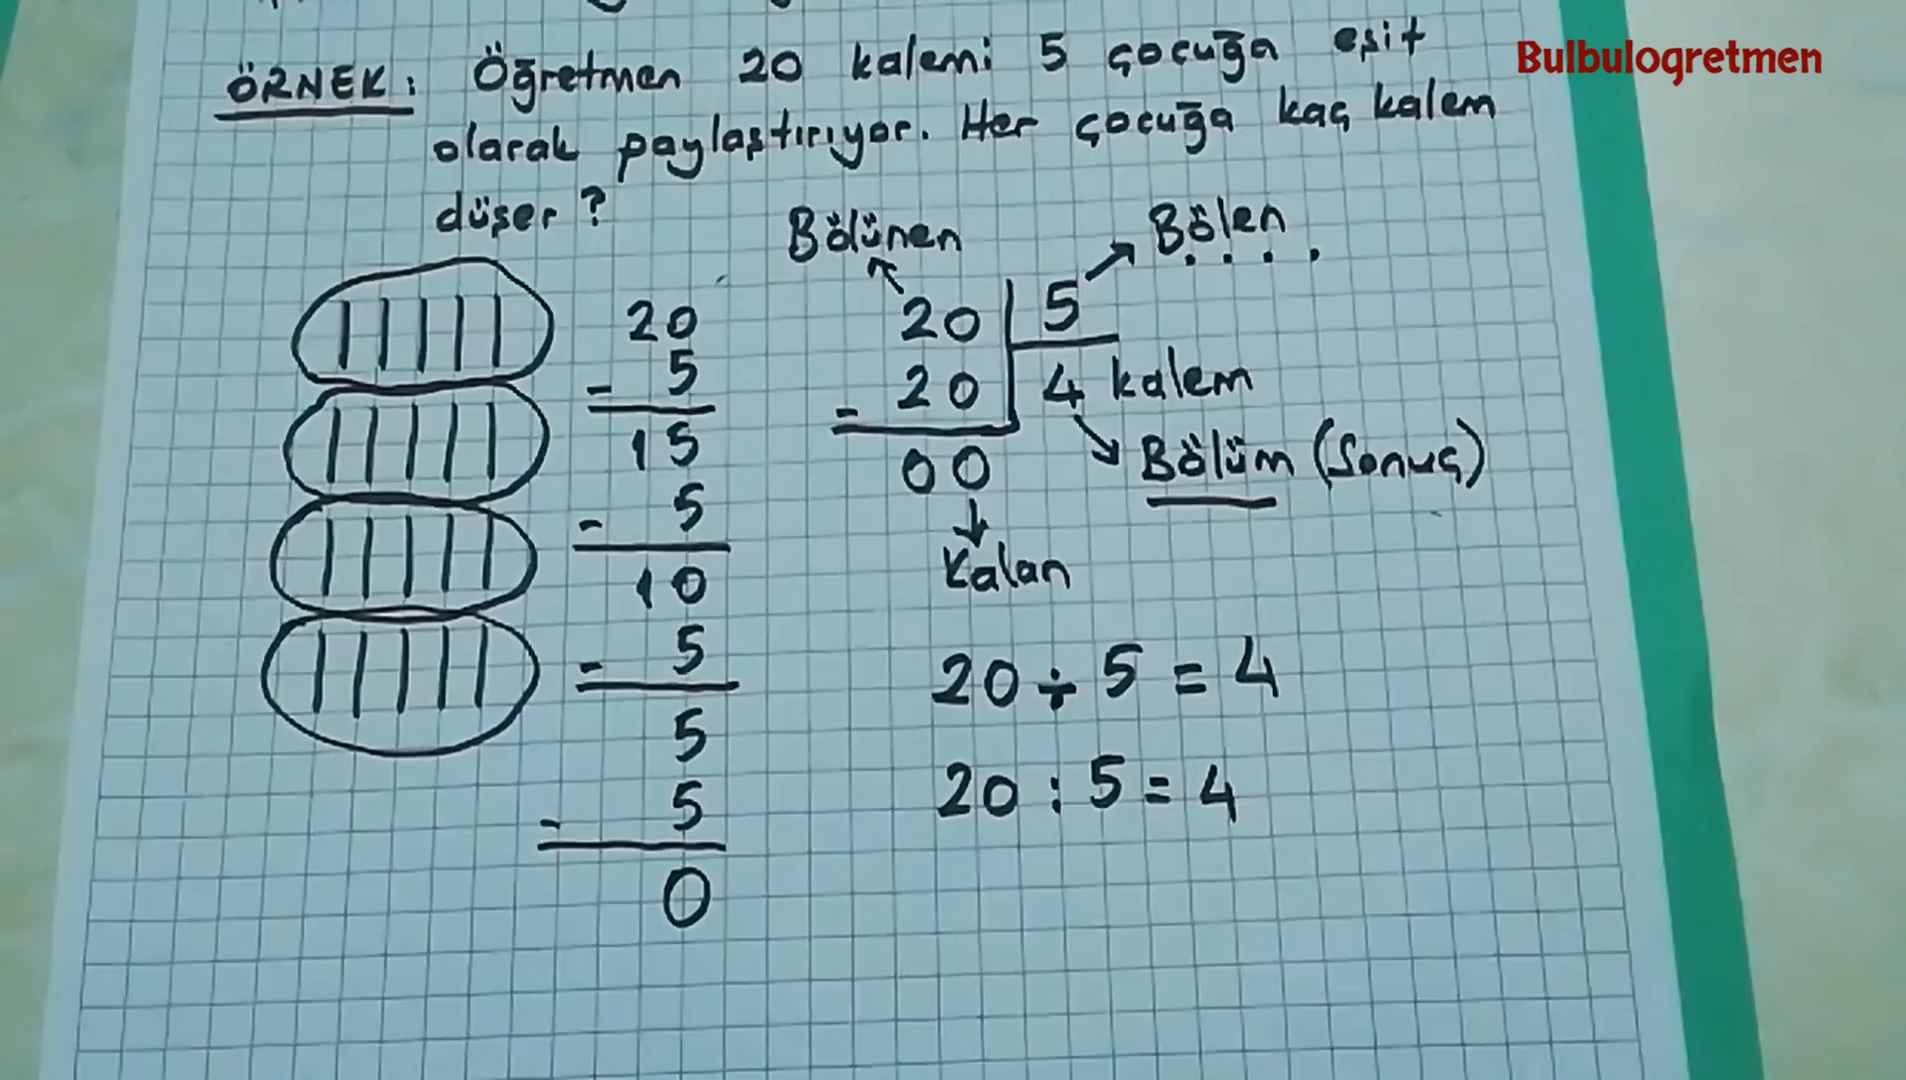 Bulbulogretmen
ÖRNEK: Öğretmen 20 kalemi 5 çocuğa eşit
olarak paylaştırıyor. Her çocuğa kaç kalem
düşer?
20
- 5
15
- 5
10
- 5
5
- 5
0
Bölünen
Bölen
20 5
- 20 4 kalem
00
Bölüm (Sonuç)
Kalan
20 ÷ 5 = 4
20 : 5 = 4